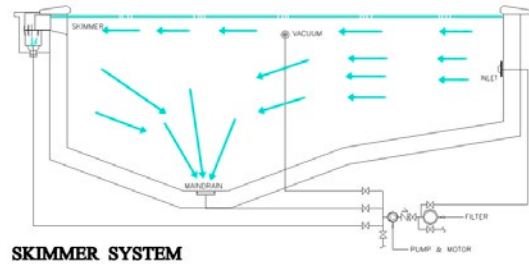 SKIMMER
VACUUM
INLET
MAINDRAIN
FILTER
PUMP & MOTOR
SKIMMER SYSTEM